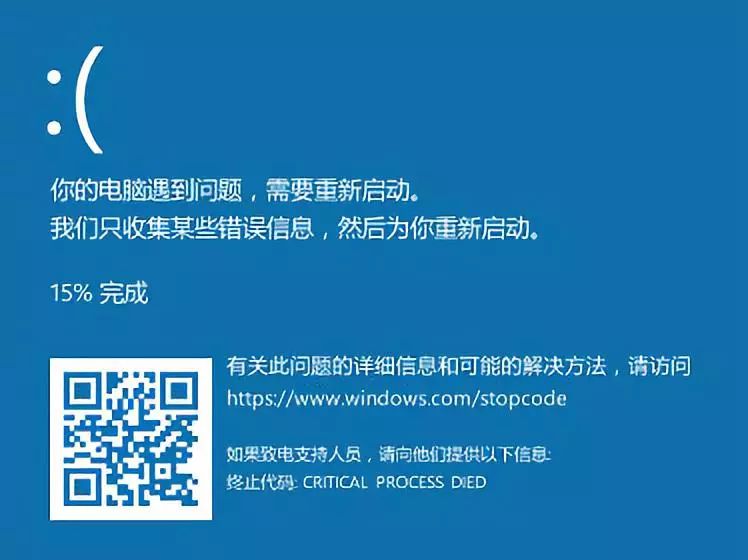 :(
你的电脑遇到问题，需要重新启动。
我们只收集某些错误信息，然后为你重新启动。
15% 完成
有关此问题的详细信息和可能的解决方法，请访问
https://www.windows.com/stopcode
如果致电支持人员，请向他们提供以下信息:
终止代码: CRITICAL PROCESS DIED